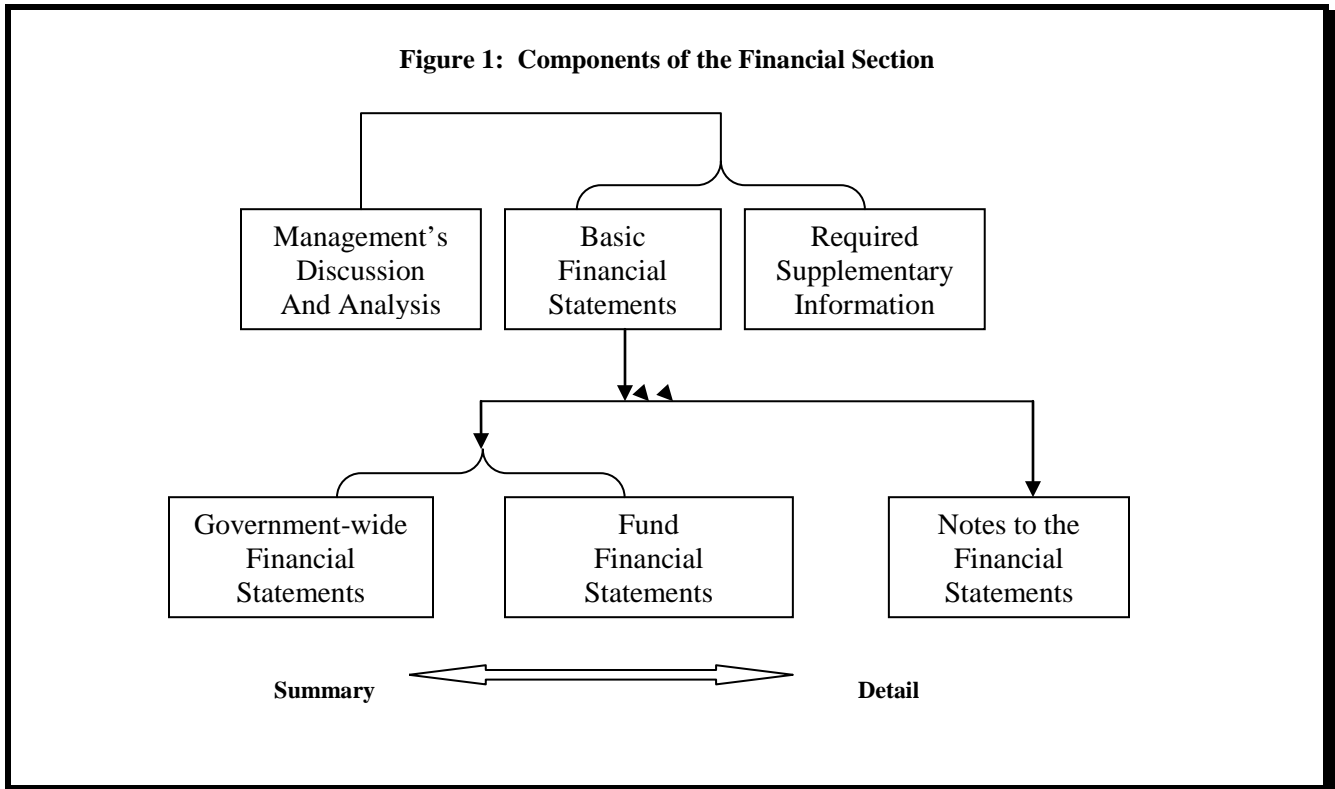 Figure 1:  Components of the Financial Section
Management’s
Discussion
And Analysis
Basic
Financial
Statements
Required
Supplementary
Information
Government-wide
Financial
Statements
Fund
Financial
Statements
Notes to the
Financial
Statements
Summary
Detail